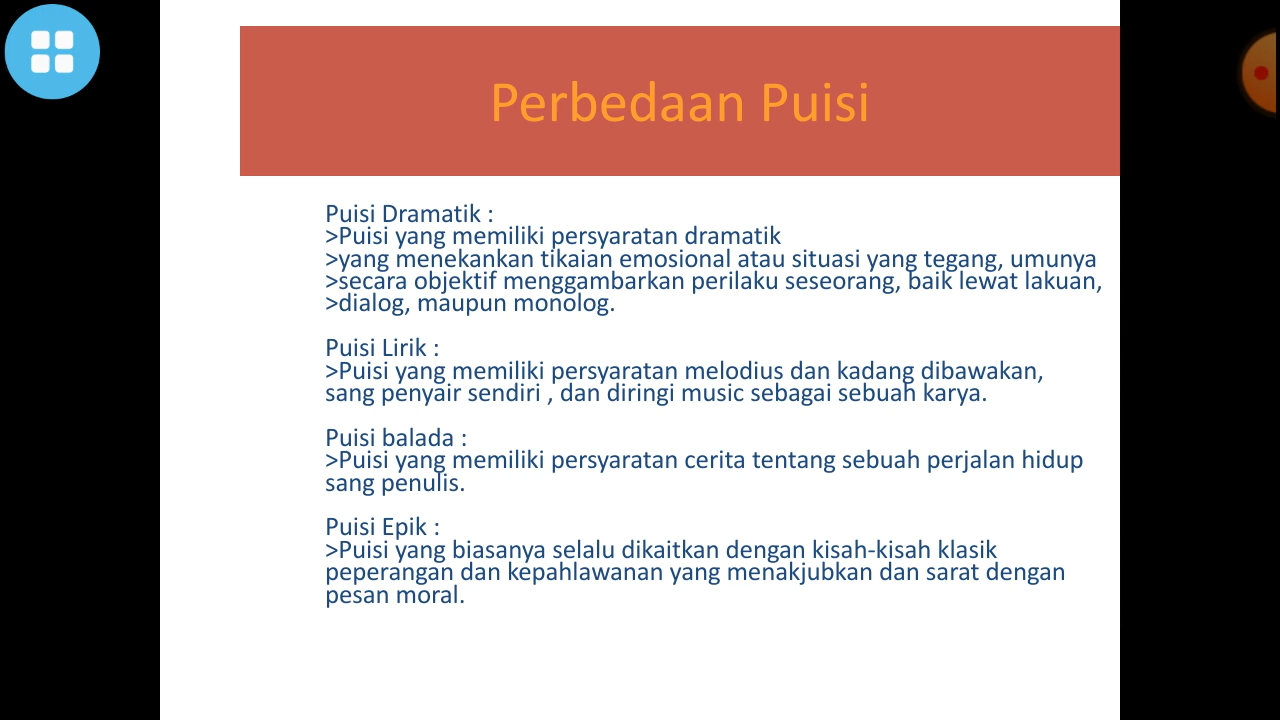 Perbedaan Puisi
Puisi Dramatik :
>Puisi yang memiliki persyaratan dramatik
>yang menekankan tikaian emosional atau situasi yang tegang, umunya
>secara objektif menggambarkan perilaku seseorang, baik lewat lakuan,
>dialog, maupun monolog.
Puisi Lirik :
>Puisi yang memiliki persyaratan melodius dan kadang dibawakan,
sang penyair sendiri , dan diringi music sebagai sebuah karya.
Puisi balada :
>Puisi yang memiliki persyaratan cerita tentang sebuah perjalan hidup
sang penulis.
Puisi Epik :
>Puisi yang biasanya selalu dikaitkan dengan kisah-kisah klasik
peperangan dan kepahlawanan yang menakjubkan dan sarat dengan
pesan moral.